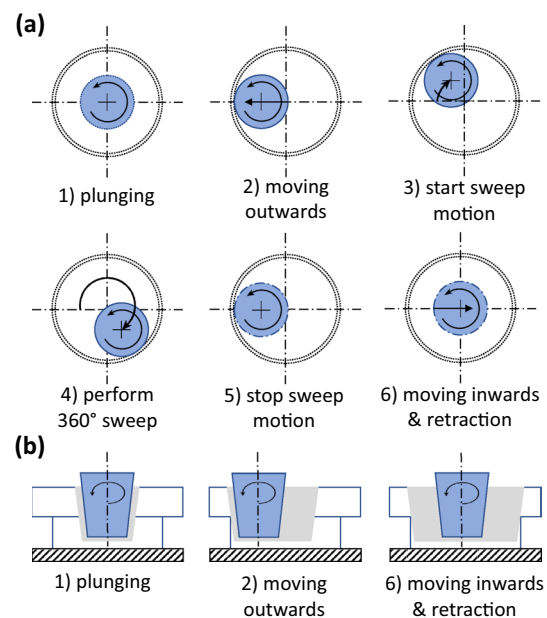 (a)
1) plunging
2) moving
outwards
3) start sweep
motion
4) perform
360° sweep
5) stop sweep
motion
6) moving inwards
& retraction
(b)
1) plunging
2) moving
outwards
6) moving inwards
& retraction